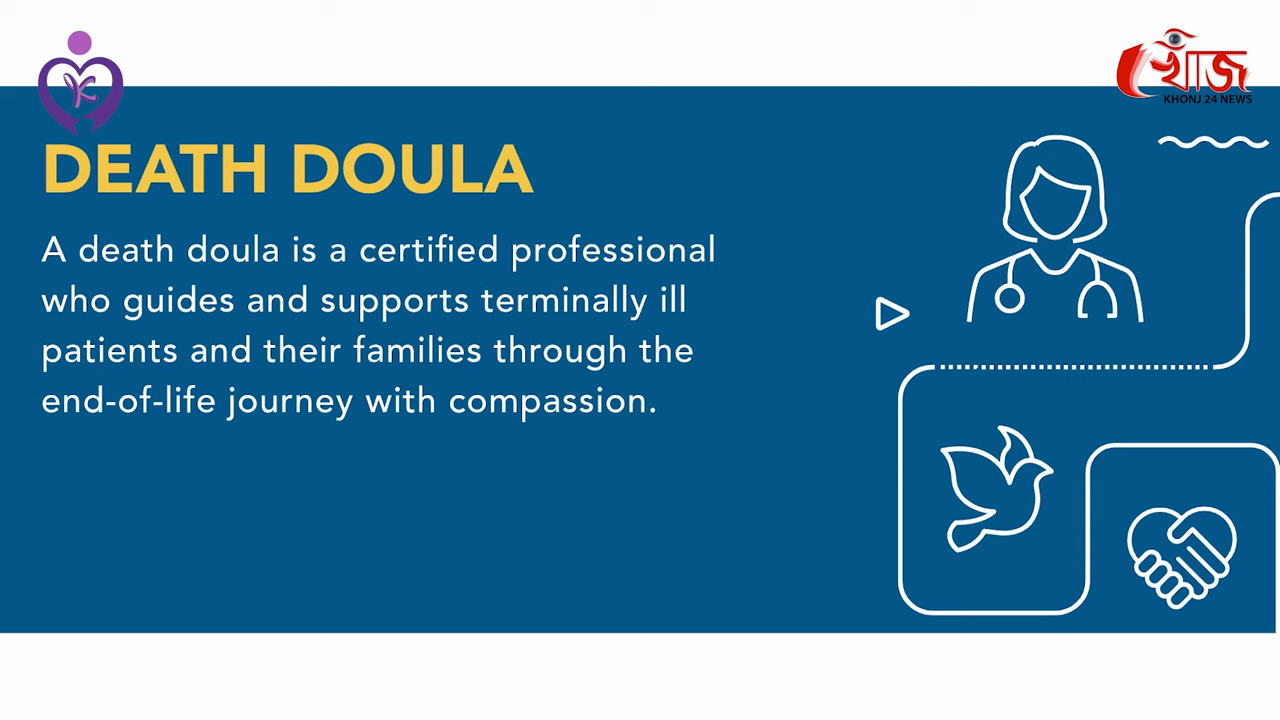 খোঁজ
KHONJ 24 NEWS
DEATH DOULA
A death doula is a certified professional
who guides and supports terminally ill
patients and their families through the
end-of-life journey with compassion.